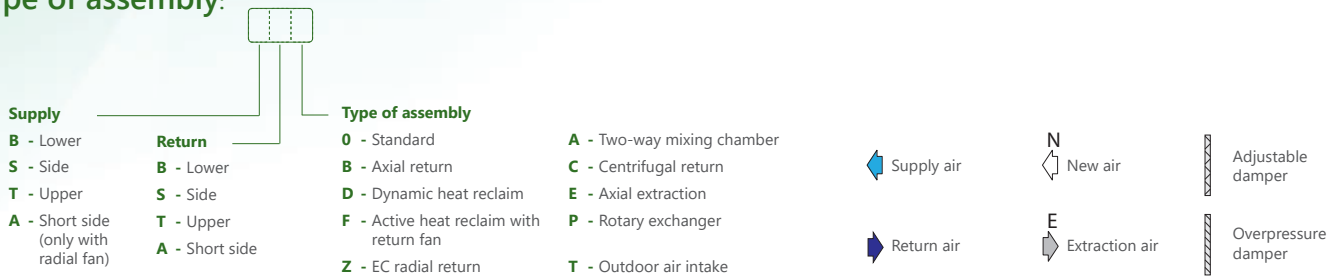 pe of assembly:
Supply
B - Lower
S - Side
T - Upper
A - Short side
(only with
radial fan)
Return
B - Lower
S - Side
T - Upper
A - Short side
Type of assembly
0 - Standard
B - Axial return
D - Dynamic heat reclaim
F - Active heat reclaim with
return fan
Z - EC radial return
A - Two-way mixing chamber
C - Centrifugal return
E - Axial extraction
P - Rotary exchanger
T - Outdoor air intake
Supply air
Return air
N
New air
E
Extraction air
Adjustable
damper
Overpressure
damper